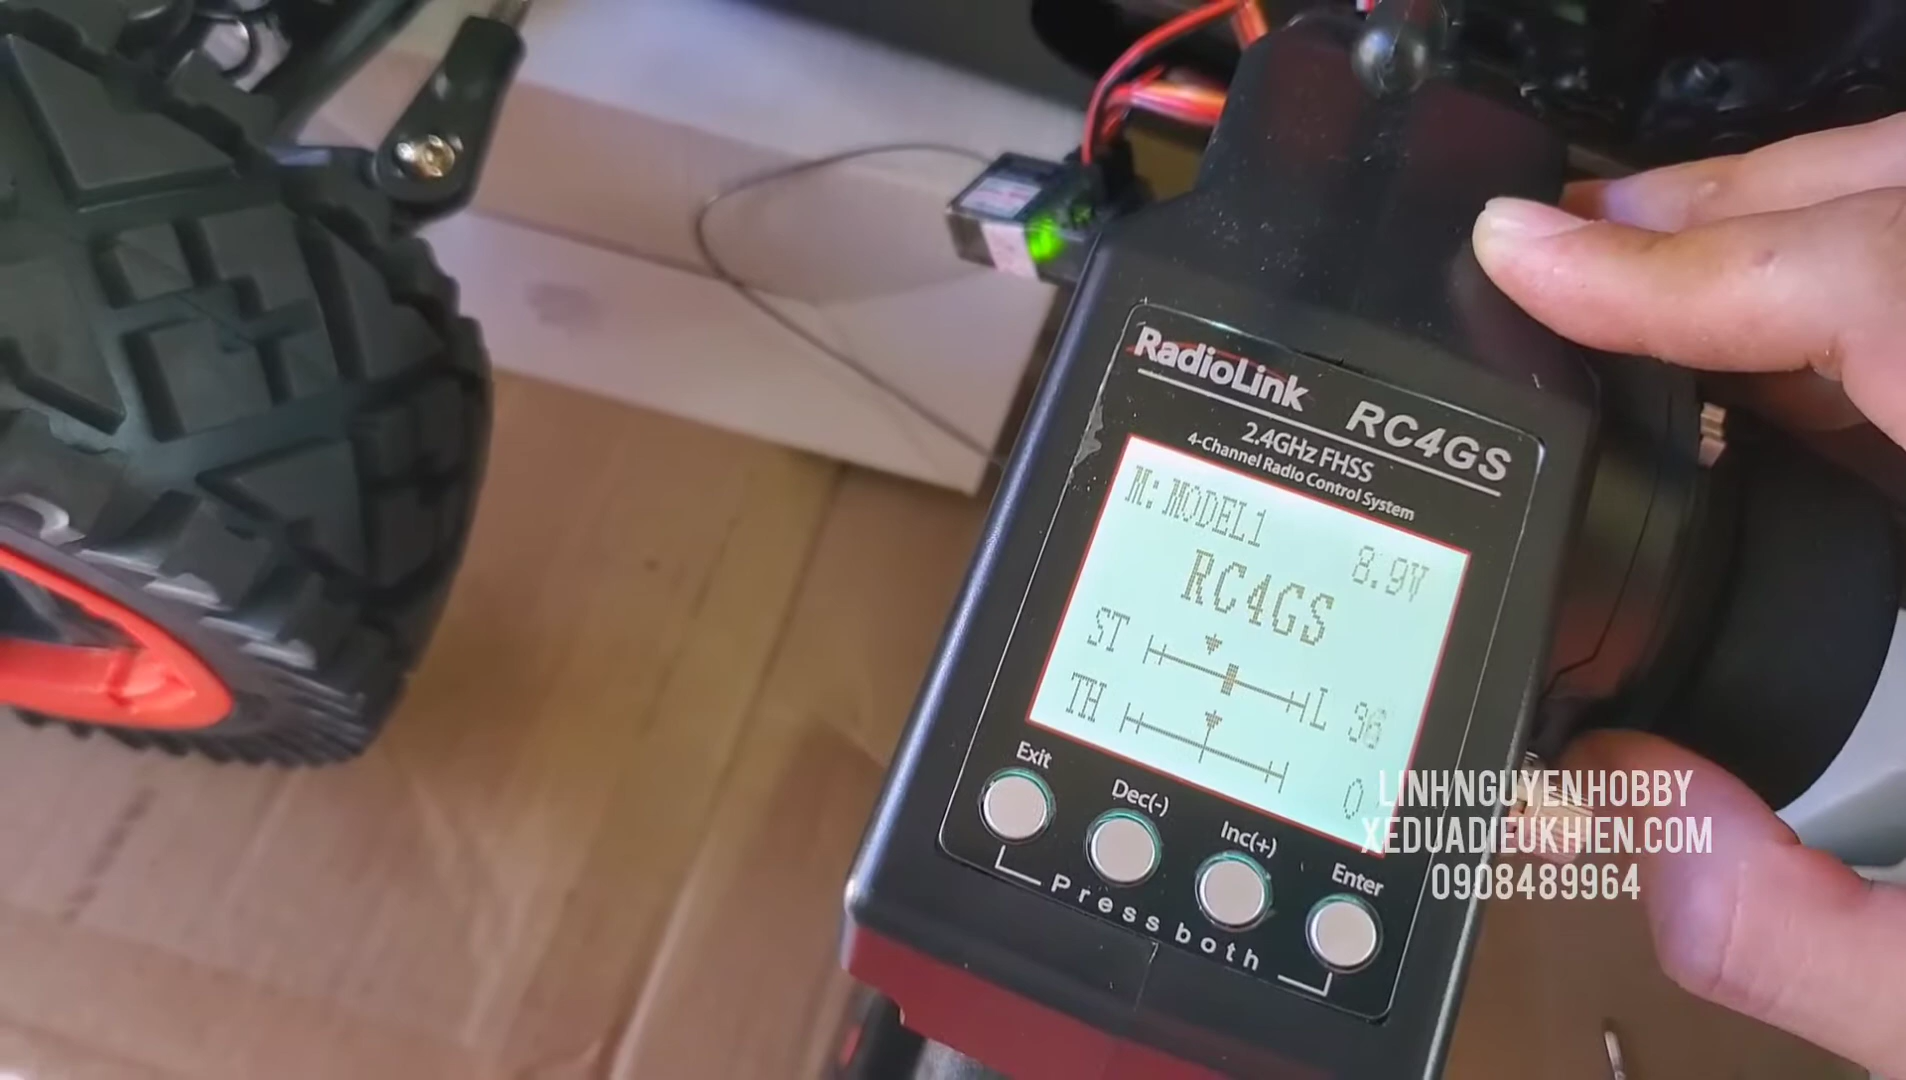 RadioLink RC4GS
2.4GHz FHSS
4-Channel Radio Control System
M:MODEL1
8.9V
RC4GS
ST L 36
TH 0
Exit Dec(-) Inc(+) Enter
Press both
LINHNGUYENHOBBY
XEDUADIEUKHIEN.COM
0908489964